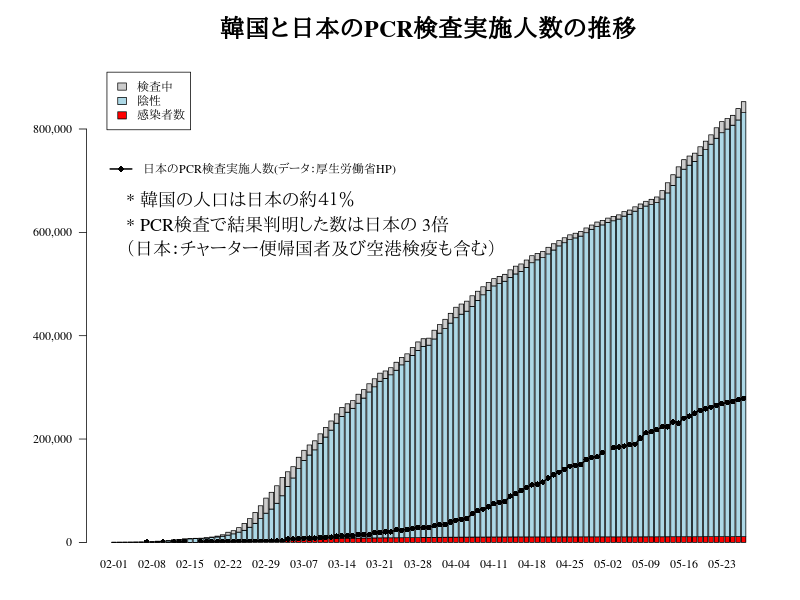 韓国と日本のPCR検査実施人数の推移
検査中
陰性
感染者数
日本のPCR検査実施人数(データ：厚生労働省HP)
* 韓国の人口は日本の約41%
* PCR検査で結果判明した数は日本の 3倍
（日本：チャーター便帰国者及び空港検疫も含む）
800,000
600,000
400,000
200,000
0
02-01 02-08 02-15 02-22 02-29 03-07 03-14 03-21 03-28 04-04 04-11 04-18 04-25 05-02 05-09 05-16 05-23